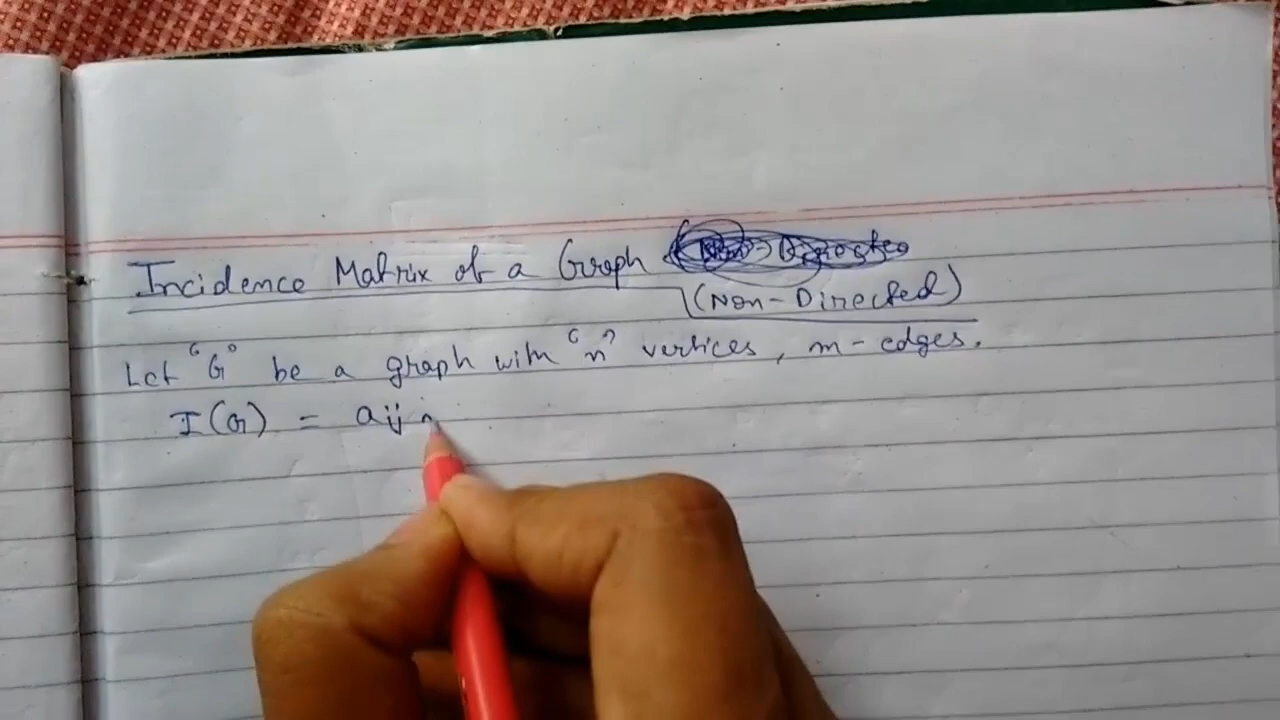 Incidence Matrix of a Graph
(Non-Directed)
Let "G" be a graph with "n" vertices, m-edges.
I(G) = aij